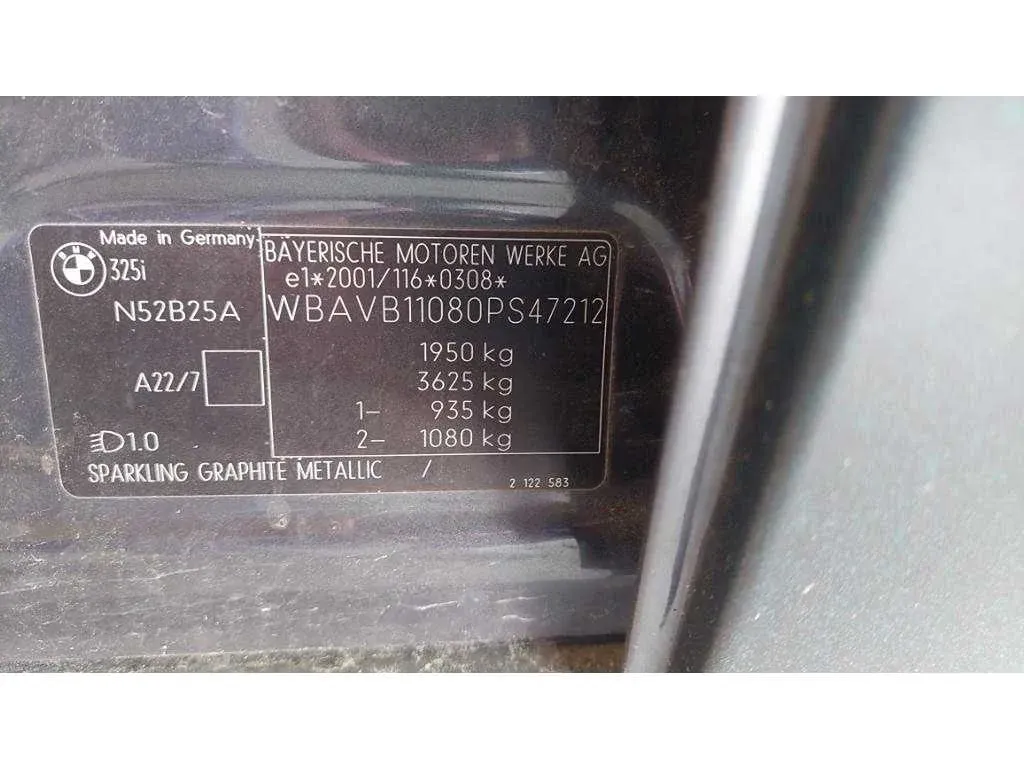 Made in Germany
BMW
325i
N52B25A
A22/7
1.0
BAYERISCHE MOTOREN WERKE AG
e1*2001/116*0308*
WBAVB11080PS47212
1950 kg
3625 kg
1- 935 kg
2- 1080 kg
SPARKLING GRAPHITE METALLIC /
2 122 583